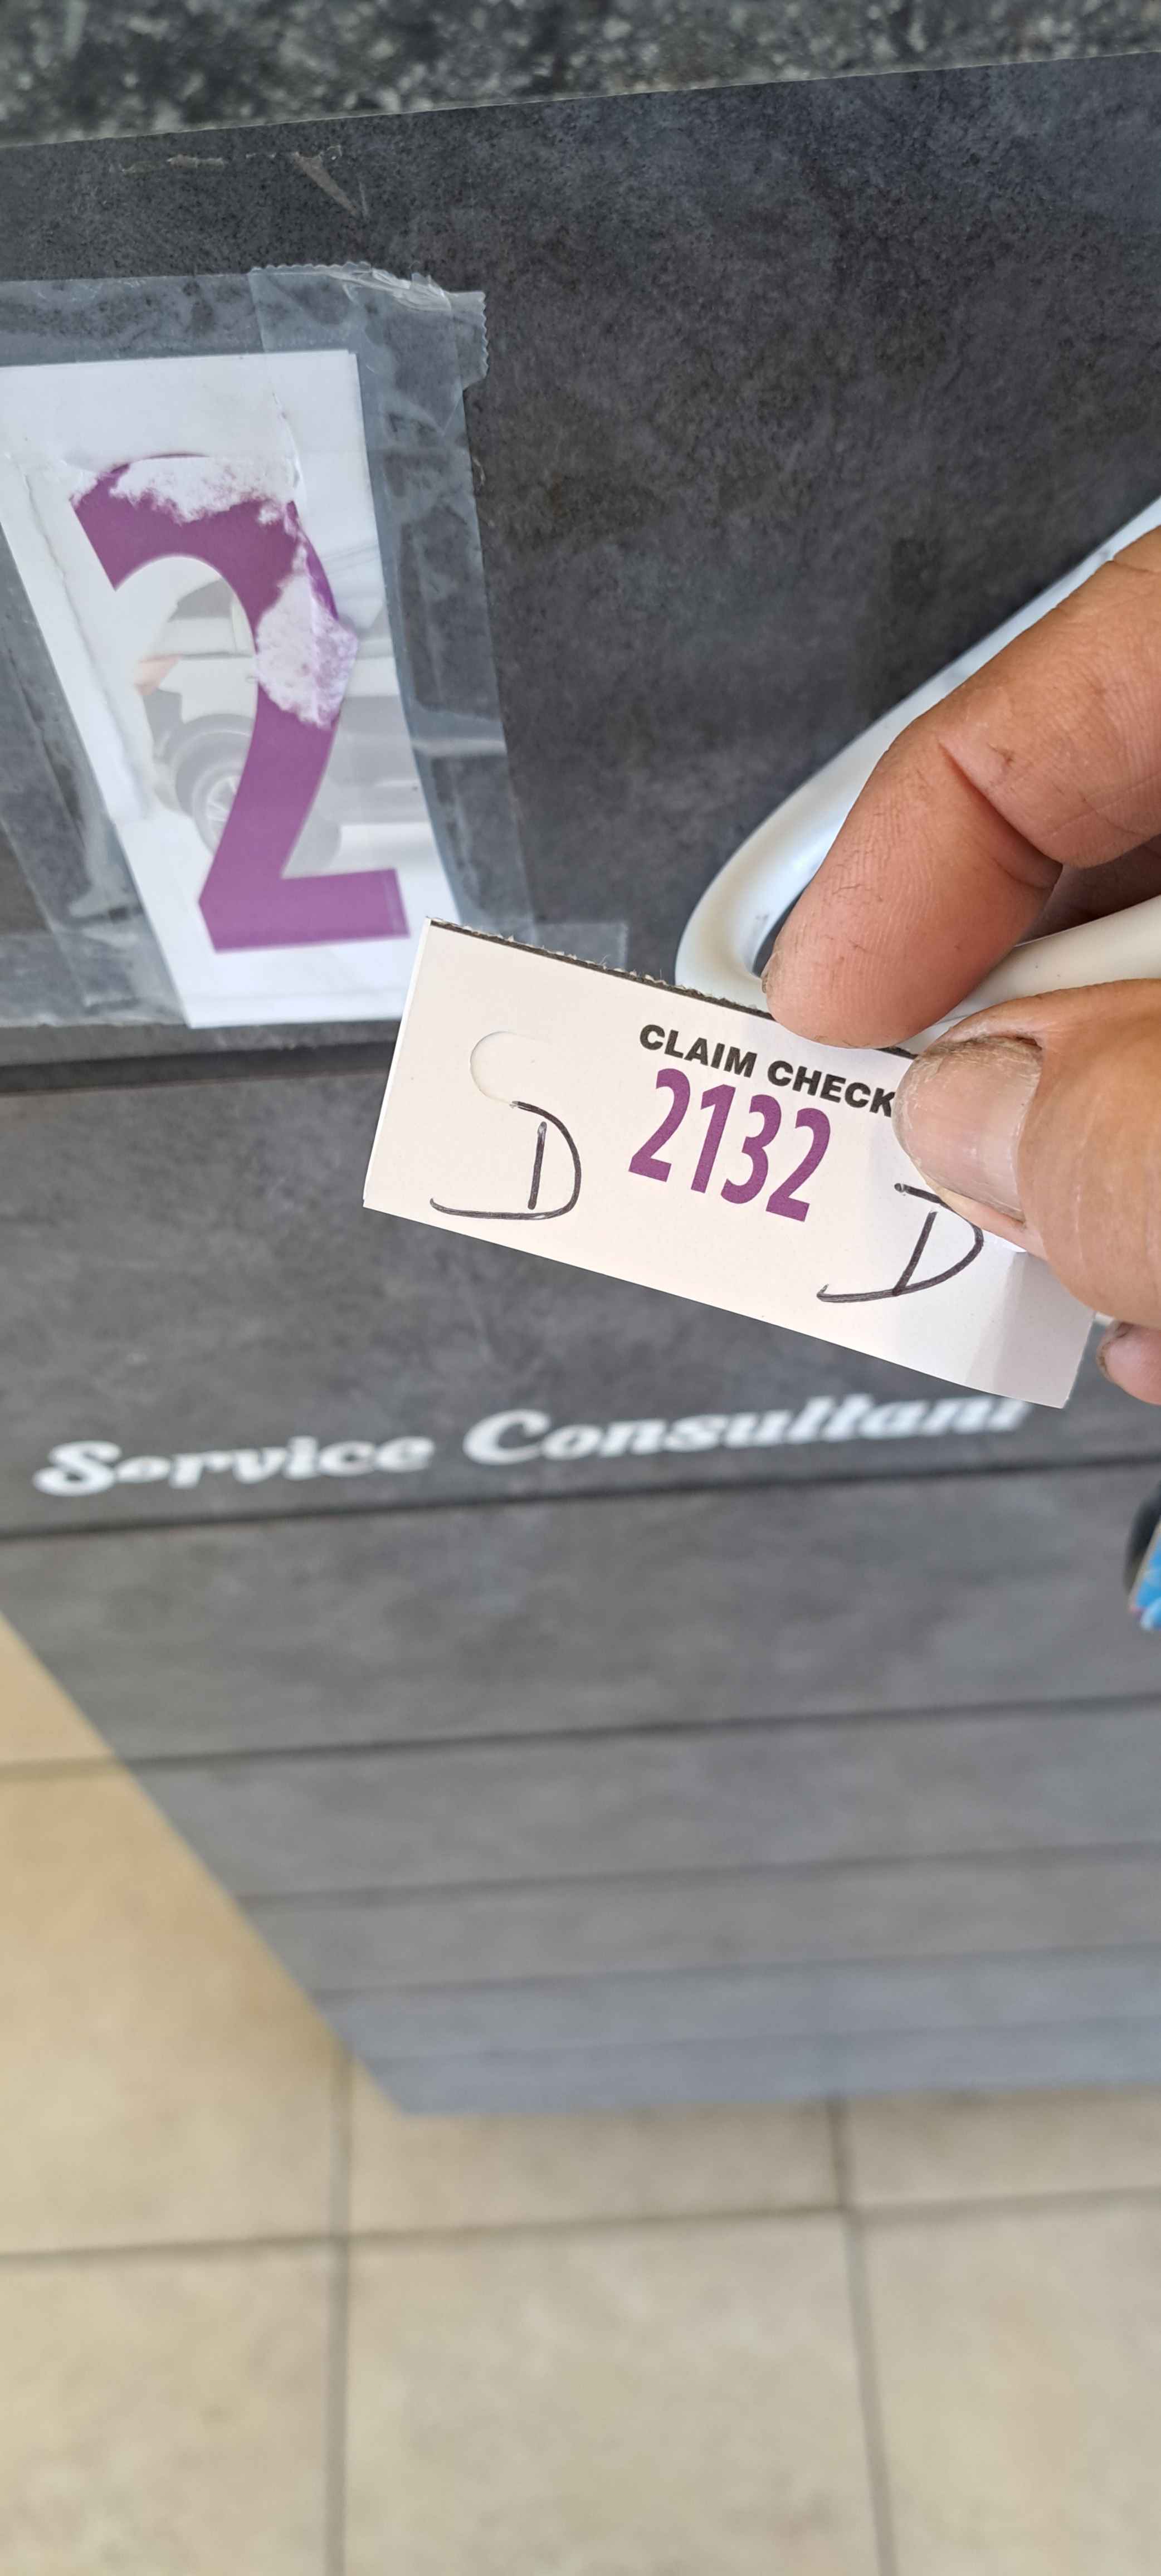 2
CLAIM CHECK
2132
D D
Service Consultant